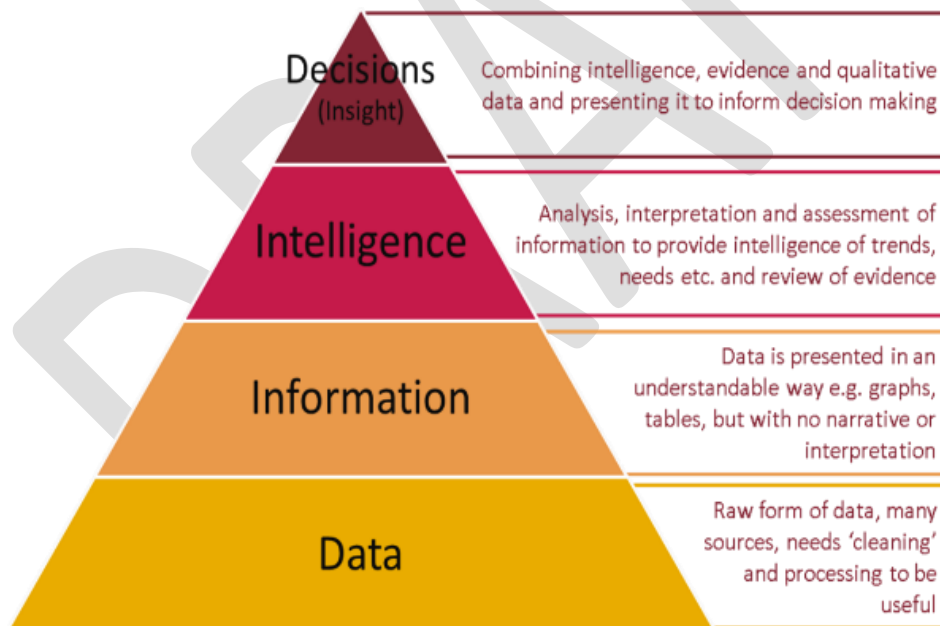 Decisions
(Insight)
Combining intelligence, evidence and qualitative
data and presenting it to inform decision making
Intelligence
Analysis, interpretation and assessment of
information to provide intelligence of trends,
needs etc. and review of evidence
Information
Data is presented in an
understandable way e.g. graphs,
tables, but with no narrative or
interpretation
Data
Raw form of data, many
sources, needs ‘cleaning’
and processing to be
useful